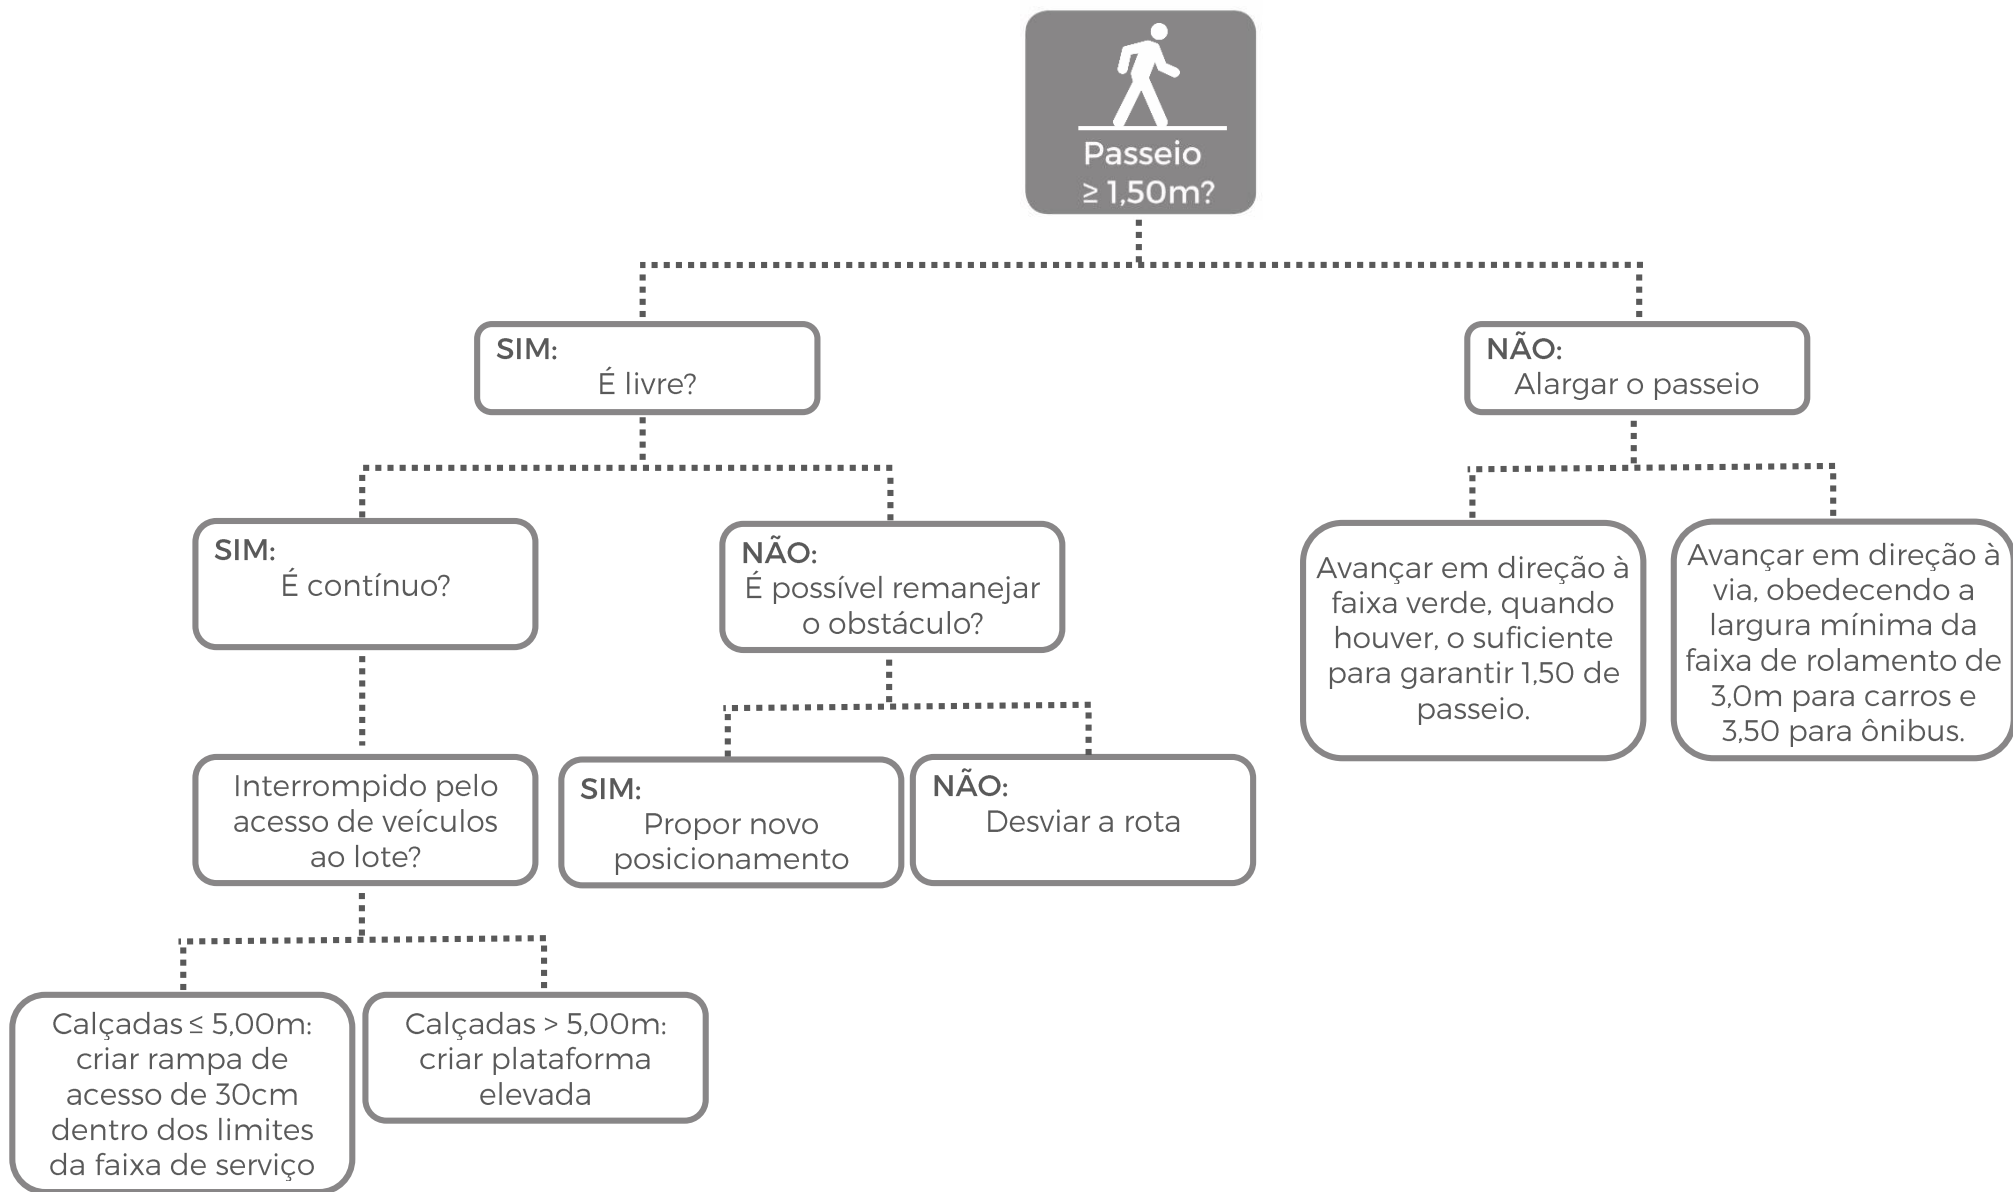 Passeio
≥ 1,50m?
SIM:
É livre?
NÃO:
Alargar o passeio
SIM:
É contínuo?
NÃO:
É possível remanejar
o obstáculo?
Avançar em direção à
faixa verde, quando
houver, o suficiente
para garantir 1,50 de
passeio.
Avançar em direção à
via, obedecendo a
largura mínima da
faixa de rolamento de
3,0m para carros e
3,50 para ônibus.
Interrompido pelo
acesso de veículos
ao lote?
SIM:
Propor novo
posicionamento
NÃO:
Desviar a rota
Calçadas ≤ 5,00m:
criar rampa de
acesso de 30cm
dentro dos limites
da faixa de serviço
Calçadas > 5,00m:
criar plataforma
elevada